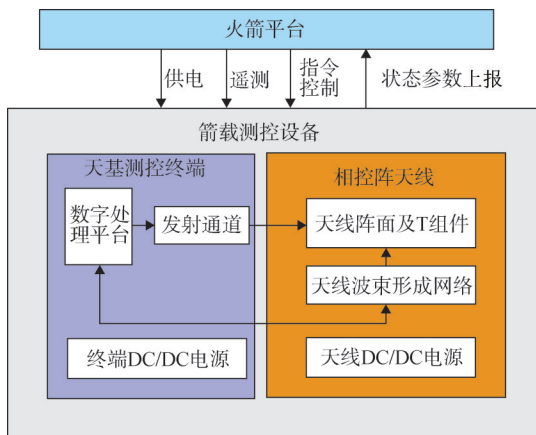 火箭平台
供电
遥测
指令
控制
状态参数上报
箭载测控设备
天基测控终端
相控阵天线
数字处
理平台
发射通道
天线阵面及T组件
天线波束形成网络
终端DC/DC电源
天线DC/DC电源